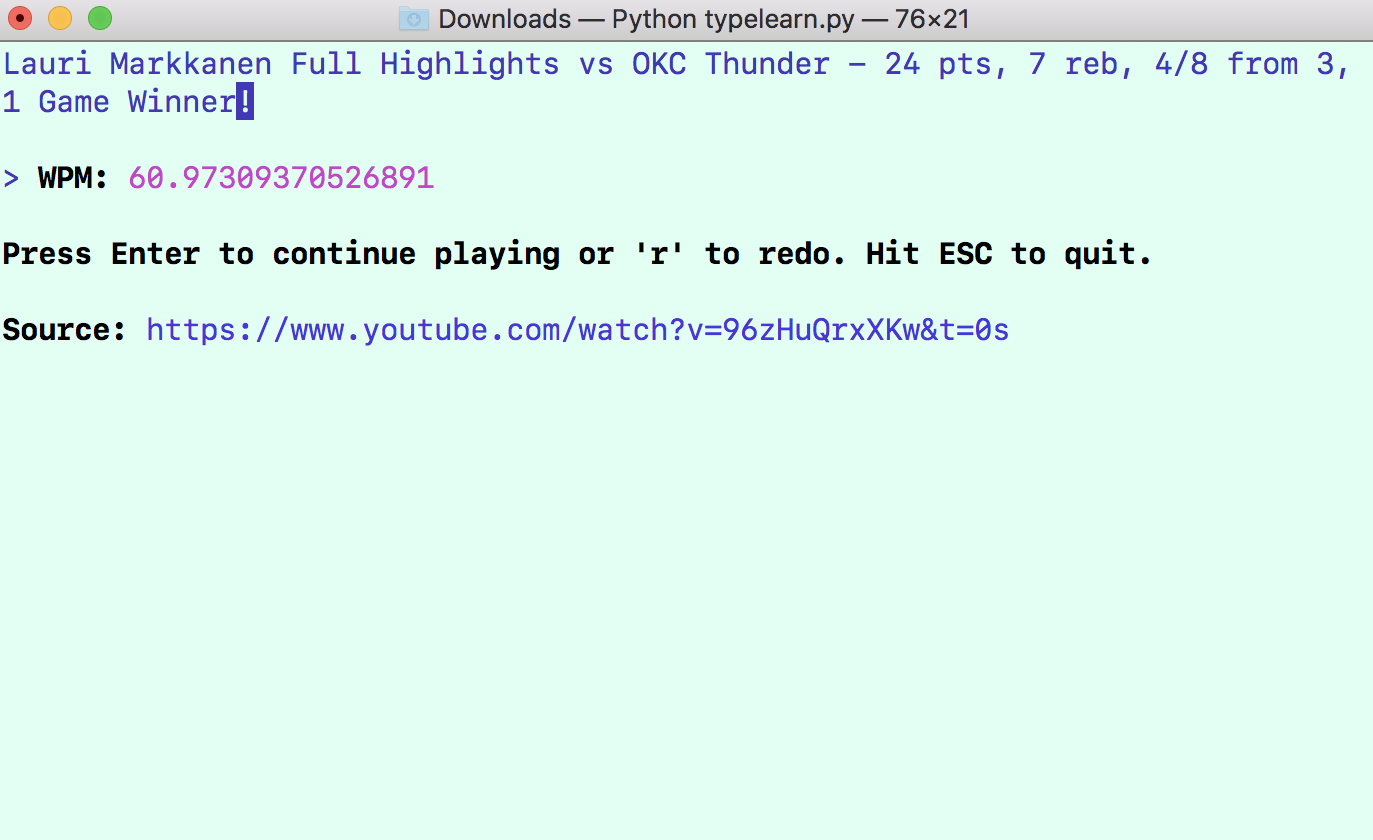 Downloads — Python typelearn.py — 76×21
Lauri Markkanen Full Highlights vs OKC Thunder – 24 pts, 7 reb, 4/8 from 3,
1 Game Winner!
> WPM: 60.97309370526891
Press Enter to continue playing or 'r' to redo. Hit ESC to quit.
Source: https://www.youtube.com/watch?v=96zHuQrxXKw&t=0s